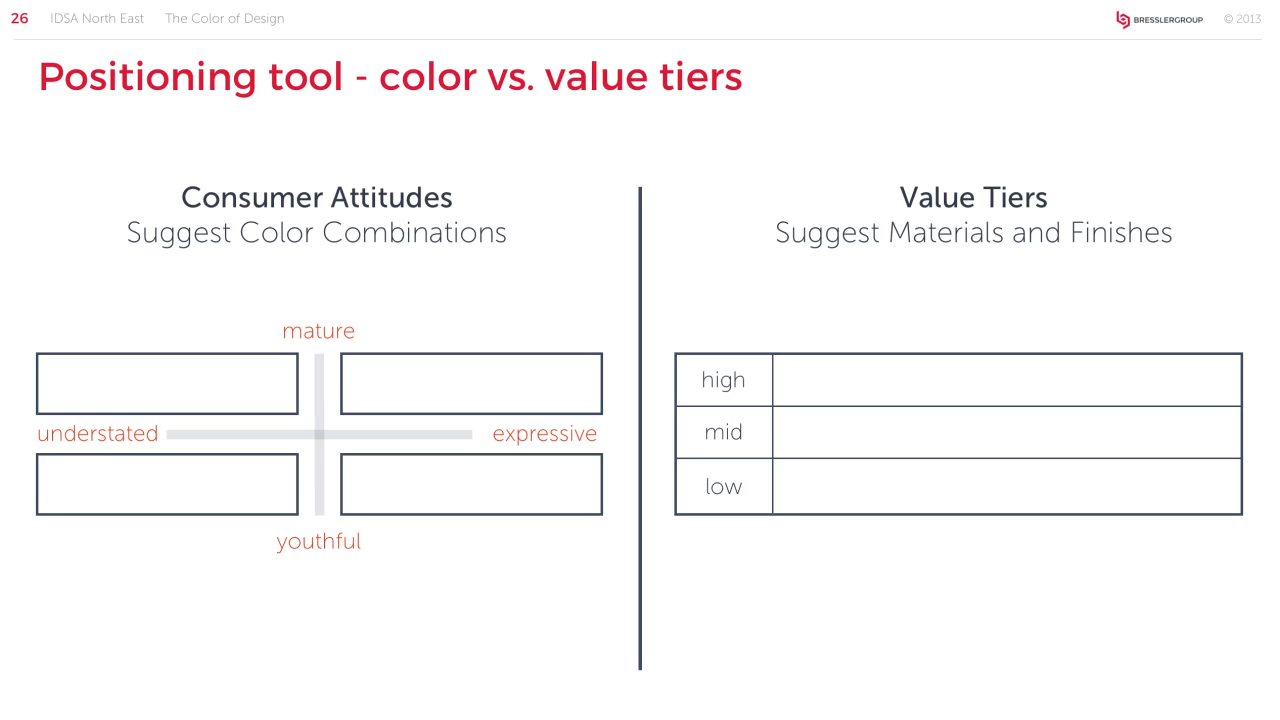 26 IDSA North East The Color of Design BRESSLERGROUP © 2013
Positioning tool - color vs. value tiers
Consumer Attitudes
Suggest Color Combinations
mature
understated expressive
youthful
Value Tiers
Suggest Materials and Finishes
high
mid
low